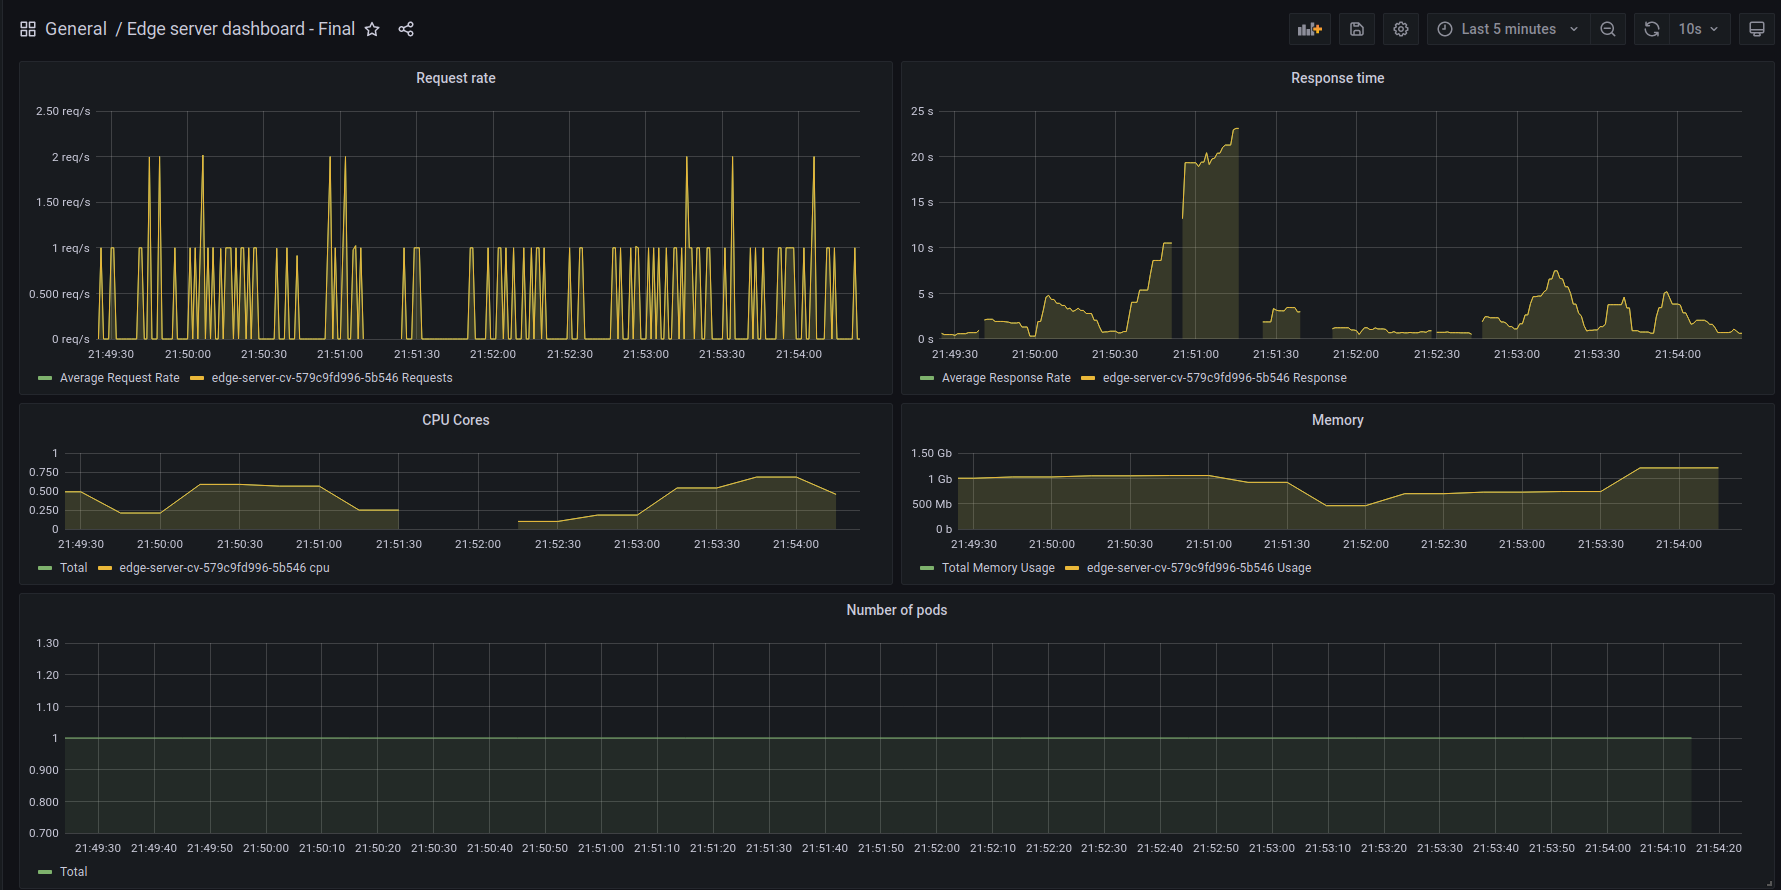 General / Edge server dashboard - Final
Last 5 minutes
10s
Request rate
2.50 req/s
2 req/s
1.50 req/s
1 req/s
0.500 req/s
0 req/s
21:49:30 21:50:00 21:50:30 21:51:00 21:51:30 21:52:00 21:52:30 21:53:00 21:53:30 21:54:00
Average Request Rate edge-server-cv-579c9fd996-5b546 Requests
Response time
25 s
20 s
15 s
10 s
5 s
0 s
21:49:30 21:50:00 21:50:30 21:51:00 21:51:30 21:52:00 21:52:30 21:53:00 21:53:30 21:54:00
Average Response Rate edge-server-cv-579c9fd996-5b546 Response
CPU Cores
1
0.750
0.500
0.250
0
21:49:30 21:50:00 21:50:30 21:51:00 21:51:30 21:52:00 21:52:30 21:53:00 21:53:30 21:54:00
Total edge-server-cv-579c9fd996-5b546 cpu
Memory
1.50 Gb
1 Gb
500 Mb
0 b
21:49:30 21:50:00 21:50:30 21:51:00 21:51:30 21:52:00 21:52:30 21:53:00 21:53:30 21:54:00
Total Memory Usage edge-server-cv-579c9fd996-5b546 Usage
Number of pods
1.30
1.20
1.10
1
0.900
0.800
0.700
21:49:30 21:49:40 21:49:50 21:50:00 21:50:10 21:50:20 21:50:30 21:50:40 21:50:50 21:51:00 21:51:10 21:51:20 21:51:30 21:51:40 21:51:50 21:52:00 21:52:10 21:52:20 21:52:30 21:52:40 21:52:50 21:53:00 21:53:10 21:53:20 21:53:30 21:53:40 21:53:50 21:54:00 21:54:10 21:54:20
Total